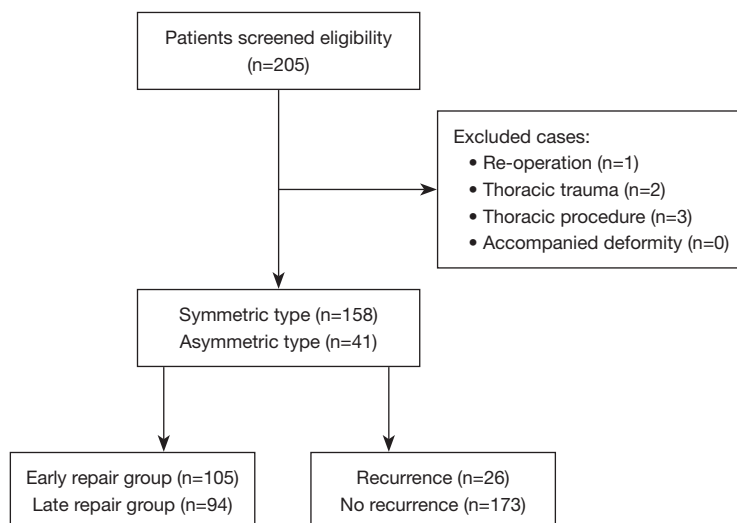 Patients screened eligibility
(n=205)
Excluded cases:
• Re-operation (n=1)
• Thoracic trauma (n=2)
• Thoracic procedure (n=3)
• Accompanied deformity (n=0)
Symmetric type (n=158)
Asymmetric type (n=41)
Early repair group (n=105)
Late repair group (n=94)
Recurrence (n=26)
No recurrence (n=173)